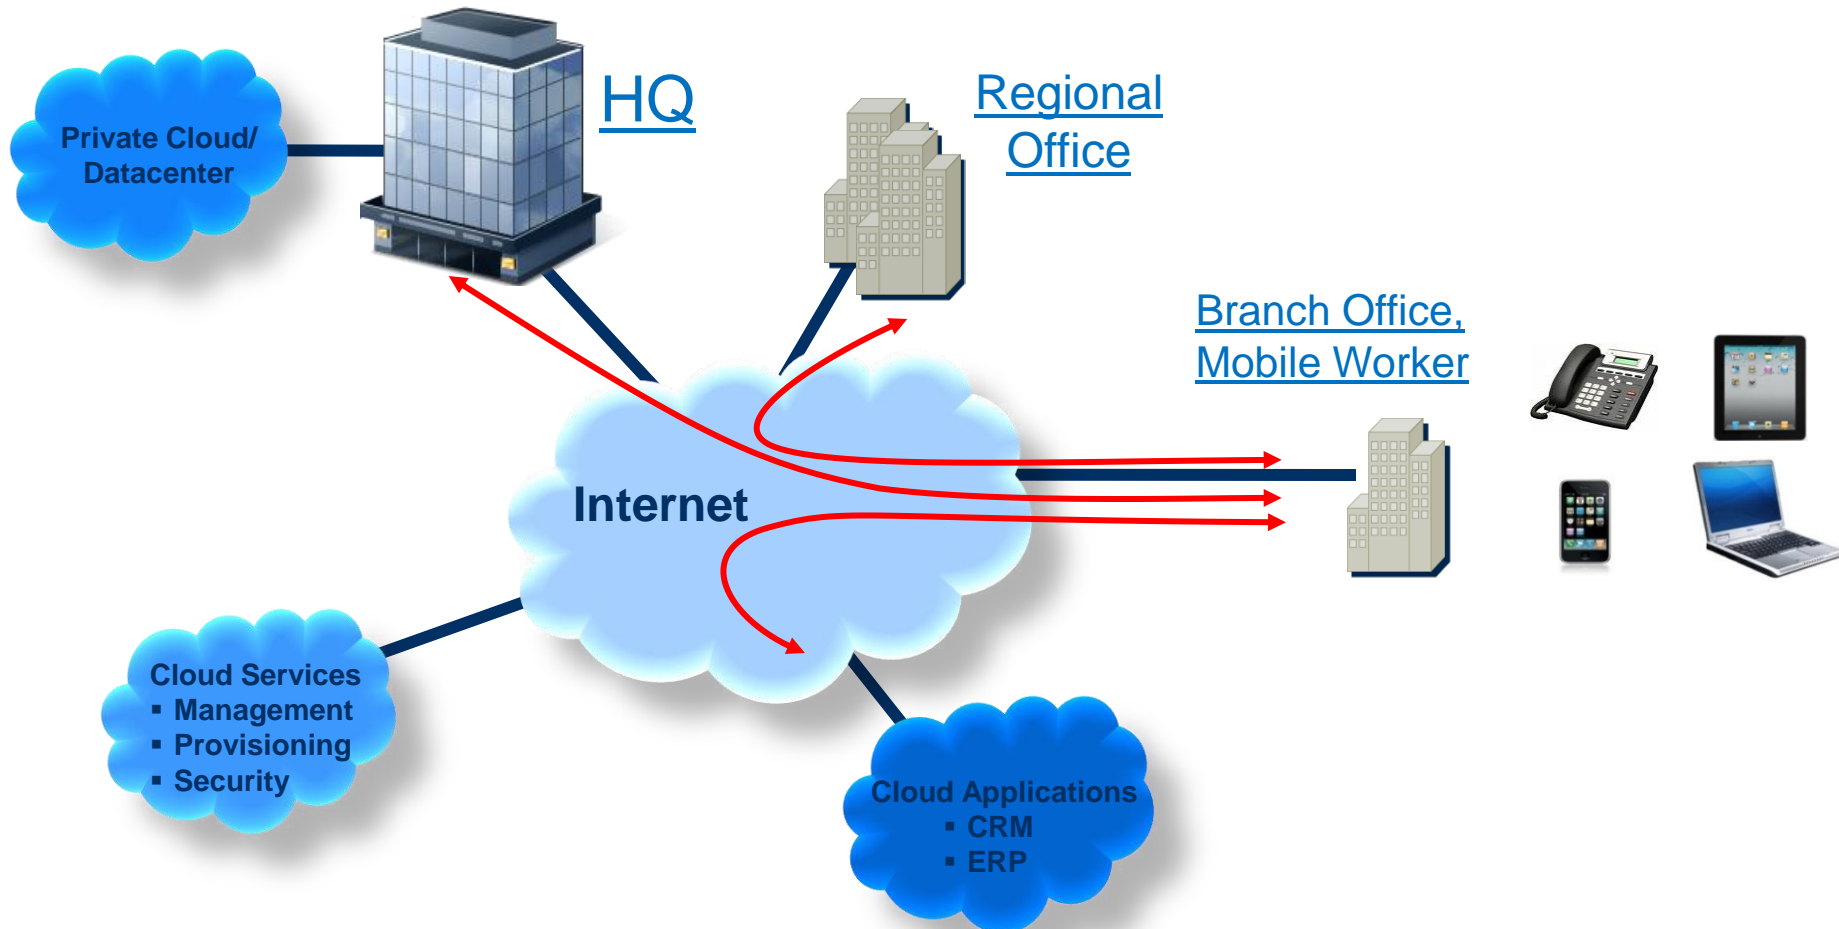 HQ
Regional
Office
Private Cloud/
Datacenter
Branch Office,
Mobile Worker
Internet
Cloud Services
▪ Management
▪ Provisioning
▪ Security
Cloud Applications
▪ CRM
▪ ERP